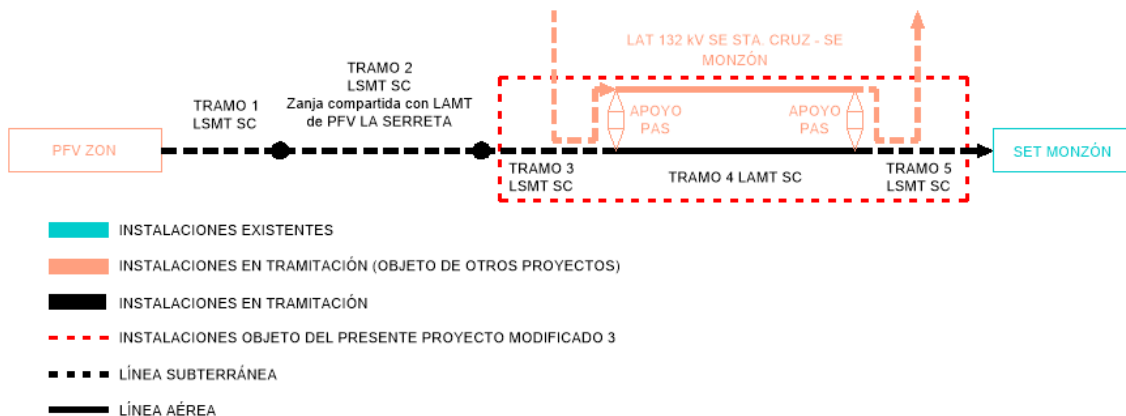 LAT 132 kV SE STA. CRUZ - SE
MONZÓN
TRAMO 1
LSMT SC
TRAMO 2
LSMT SC
Zanja compartida con LAMT
de PFV LA SERRETA
APOYO
PAS
APOYO
PAS
PFV ZON
SET MONZÓN
TRAMO 3
LSMT SC
TRAMO 4 LAMT SC
TRAMO 5
LSMT SC
INSTALACIONES EXISTENTES
INSTALACIONES EN TRAMITACIÓN (OBJETO DE OTROS PROYECTOS)
INSTALACIONES EN TRAMITACIÓN
INSTALACIONES OBJETO DEL PRESENTE PROYECTO MODIFICADO 3
LÍNEA SUBTERRÁNEA
LÍNEA AÉREA